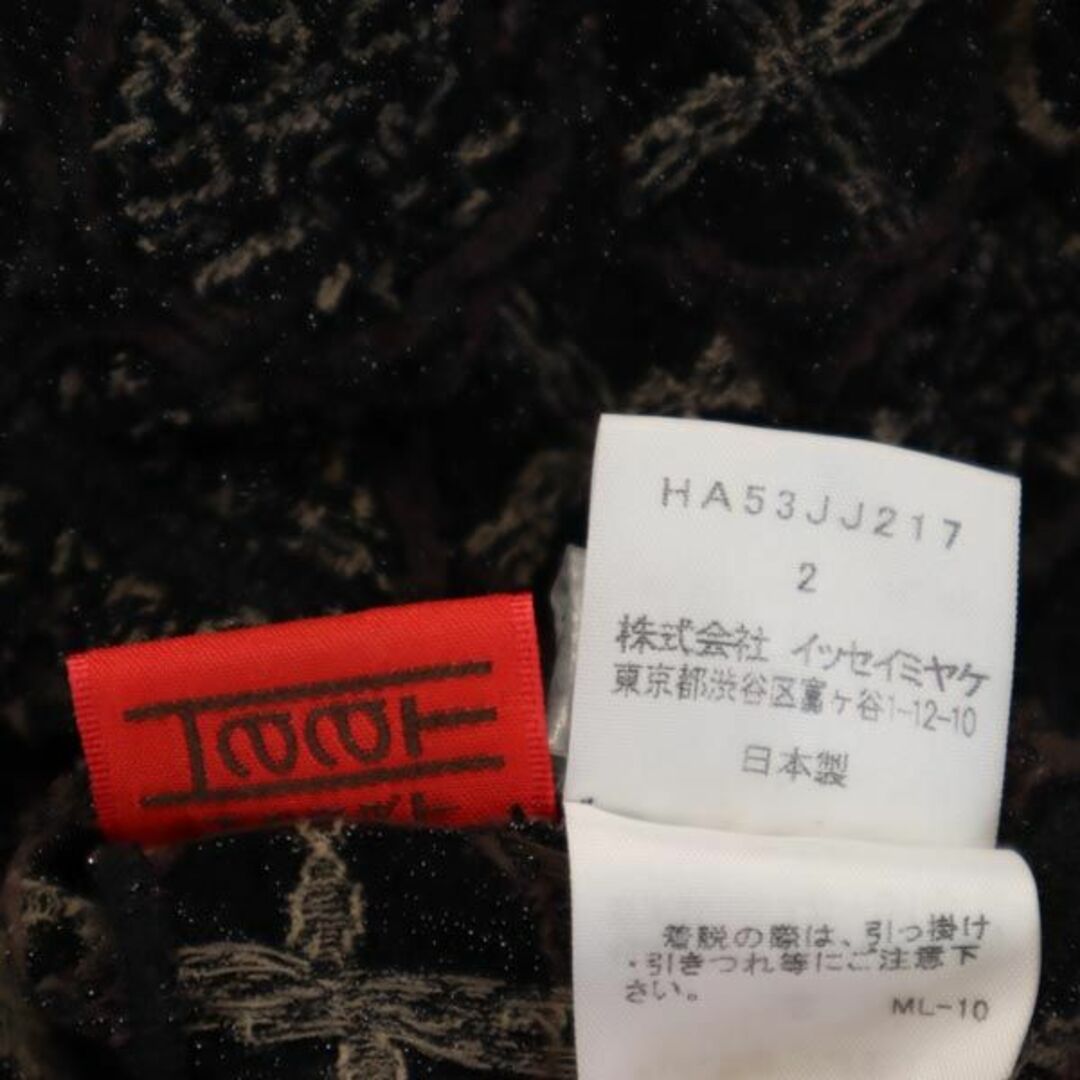 HaaT
HA53JJ217
2
株式会社 イッセイミヤケ
東京都渋谷区富ヶ谷1-12-10
日本製
着脱の際は、引っ掛け
・引きつれ等にご注意下
さい。
ML-10